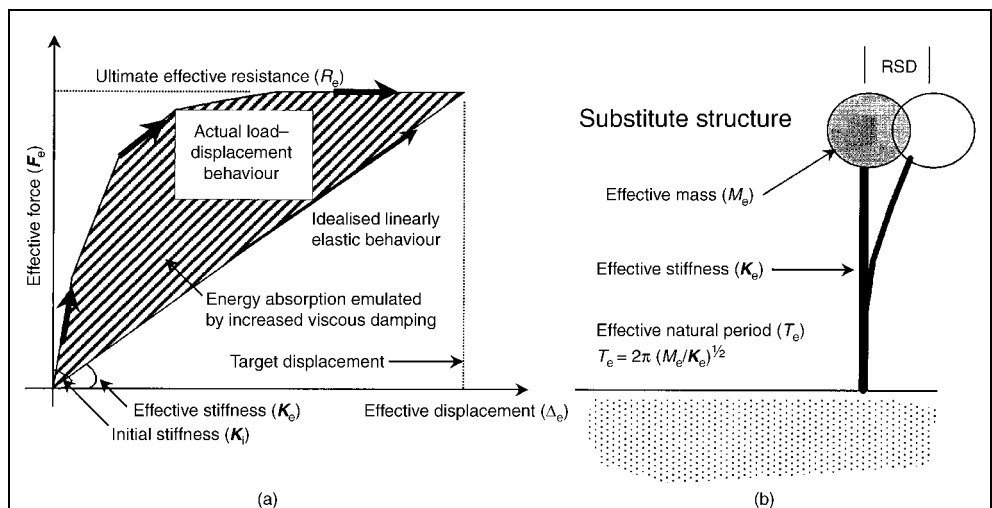 Ultimate effective resistance (Re)
Actual load–
displacement
behaviour
Idealised linearly
elastic behaviour
Energy absorption emulated
by increased viscous damping
Target displacement
Effective force (Fe)
Effective stiffness (Ke)
Effective displacement (Δe)
Initial stiffness (Ki)
(a)
RSD
Substitute structure
Effective mass (Me)
Effective stiffness (Ke)
Effective natural period (Te)
Te = 2π (Me/Ke)½
(b)